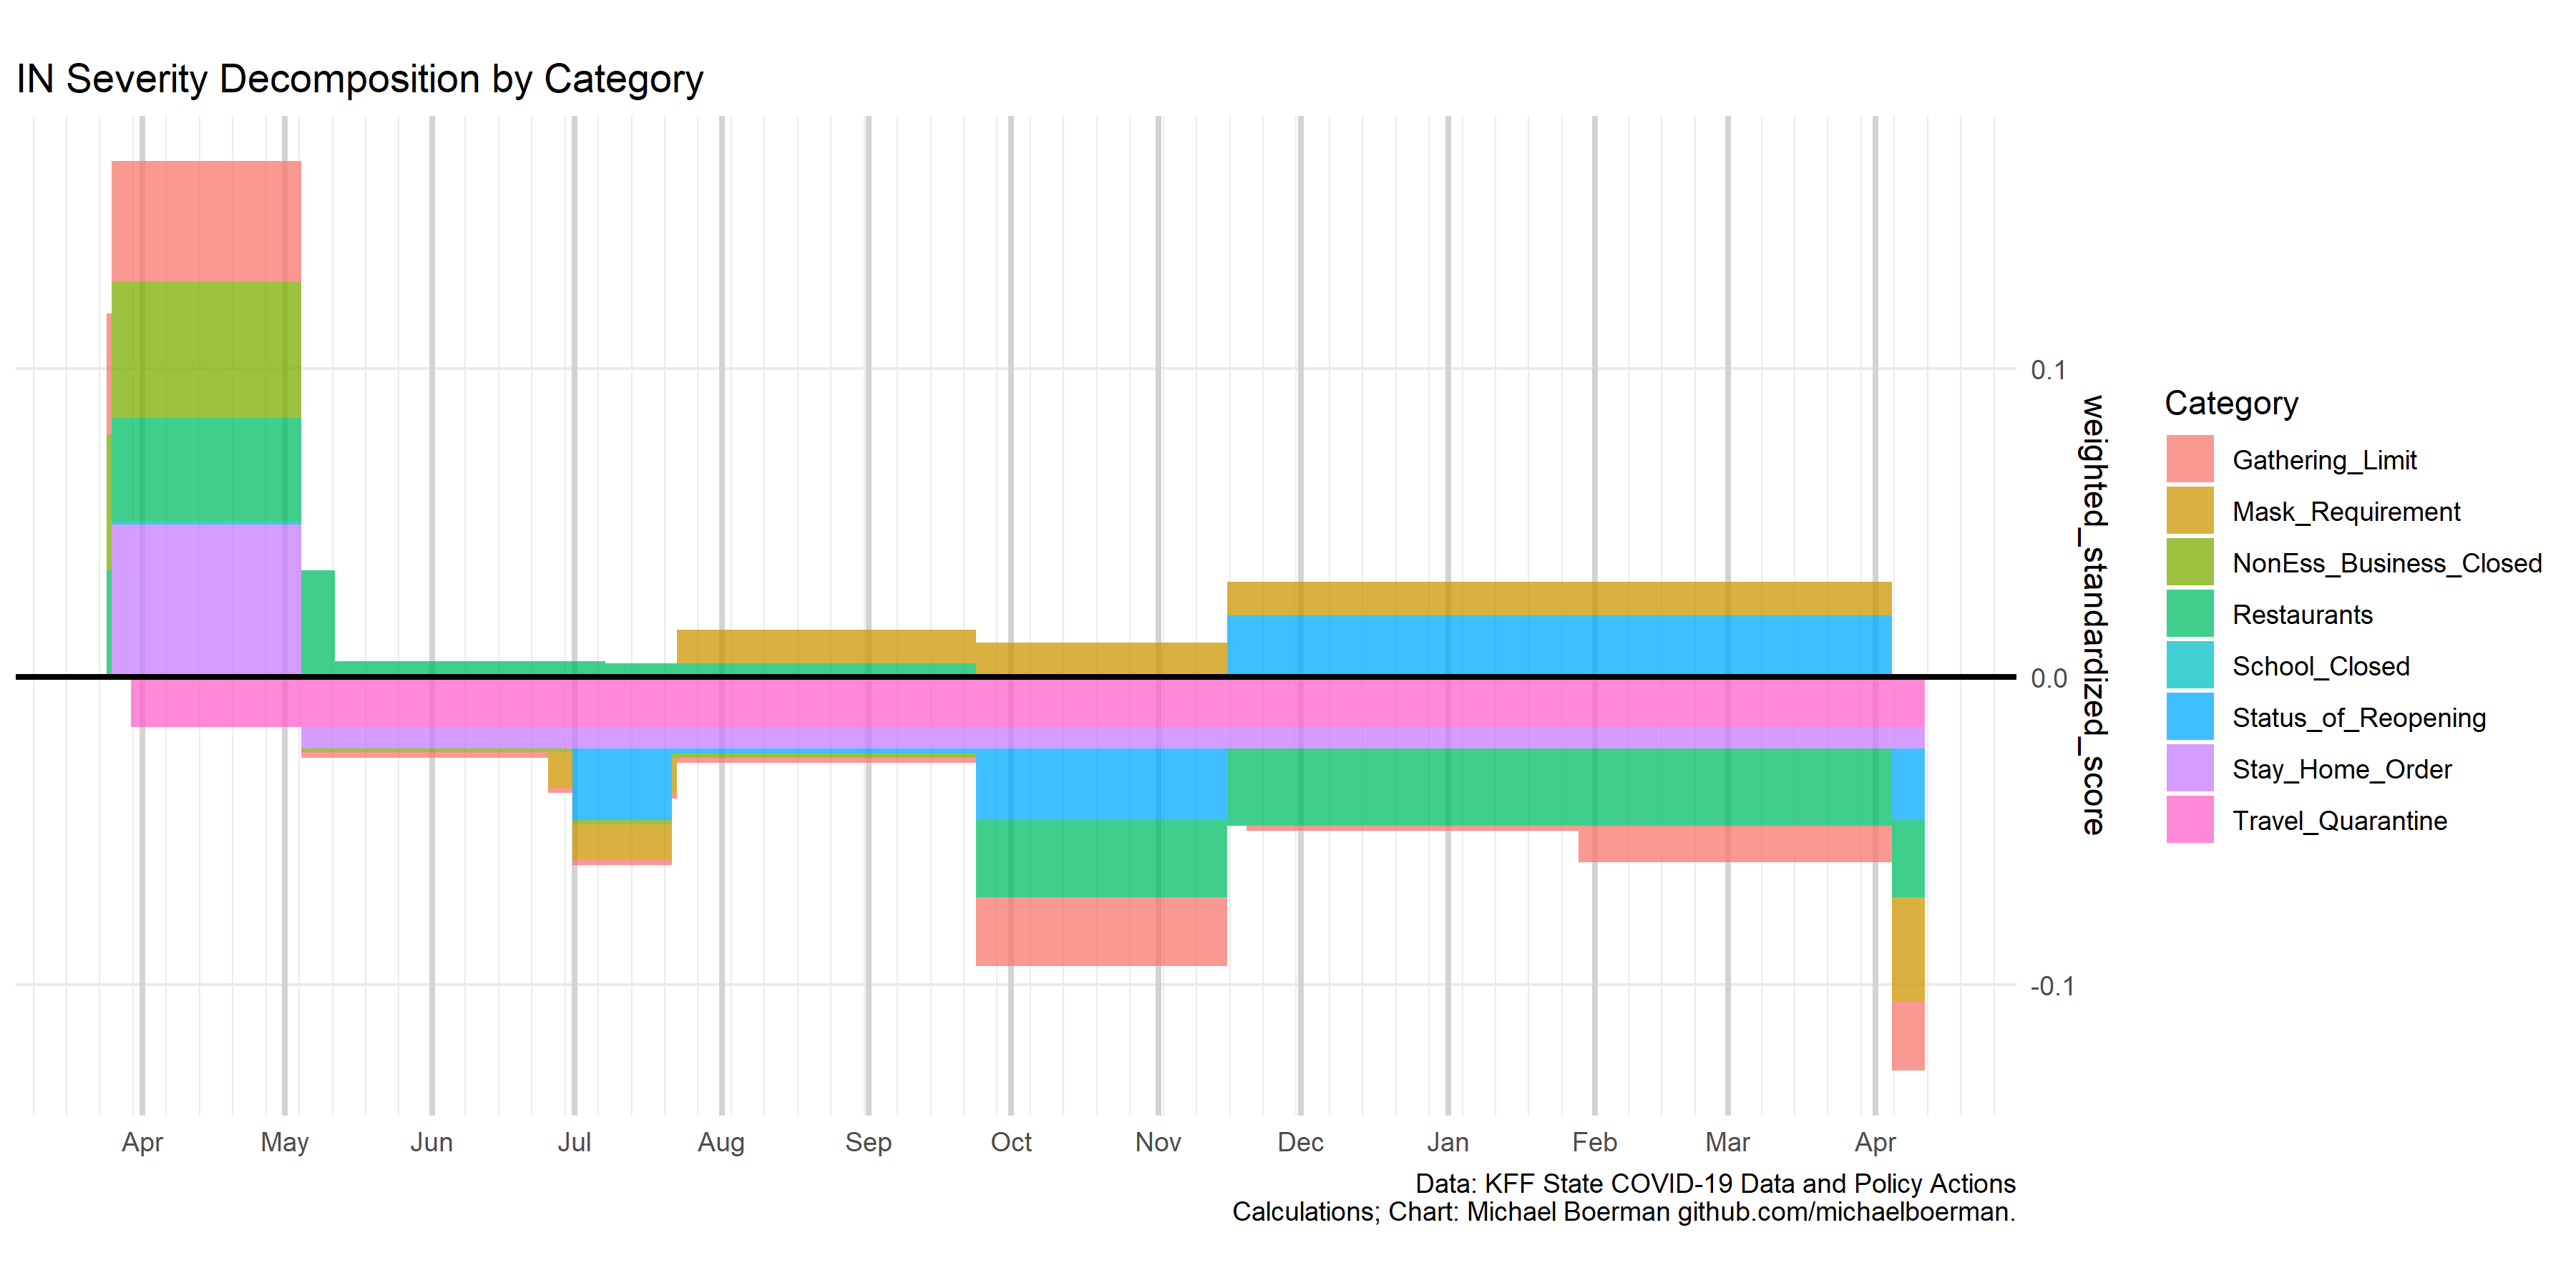 IN Severity Decomposition by Category
0.1
0.0
-0.1
weighted_standardized_score
Category
Gathering_Limit
Mask_Requirement
NonEss_Business_Closed
Restaurants
School_Closed
Status_of_Reopening
Stay_Home_Order
Travel_Quarantine
Apr May Jun Jul Aug Sep Oct Nov Dec Jan Feb Mar Apr
Data: KFF State COVID-19 Data and Policy Actions
Calculations; Chart: Michael Boerman github.com/michaelboerman.